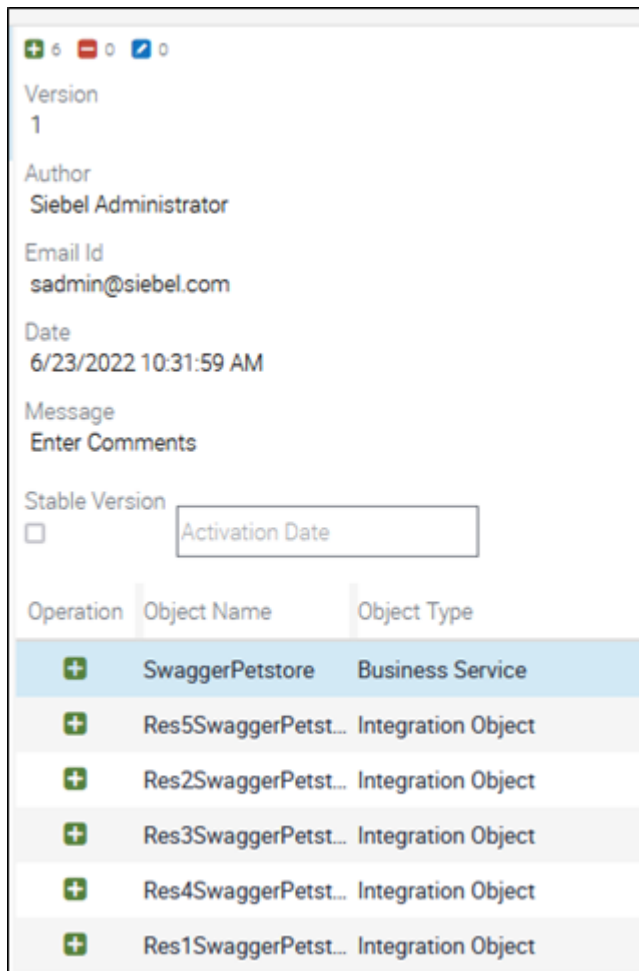 6 0 0
Version
1
Author
Siebel Administrator
Email Id
sadmin@siebel.com
Date
6/23/2022 10:31:59 AM
Message
Enter Comments
Stable Version
Activation Date
Operation Object Name Object Type
SwaggerPetstore Business Service
Res5SwaggerPetst... Integration Object
Res2SwaggerPetst... Integration Object
Res3SwaggerPetst... Integration Object
Res4SwaggerPetst... Integration Object
Res1SwaggerPetst... Integration Object